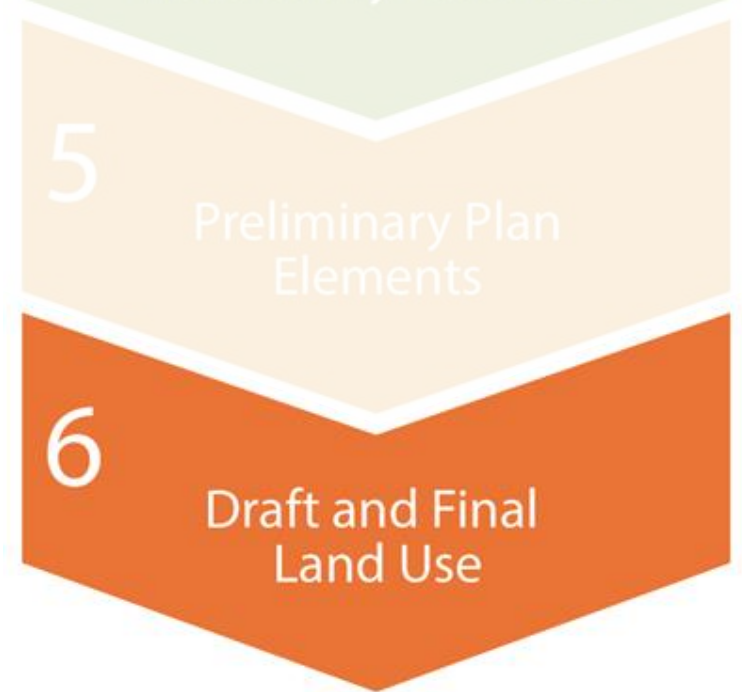 5
Preliminary Plan
Elements
6
Draft and Final
Land Use